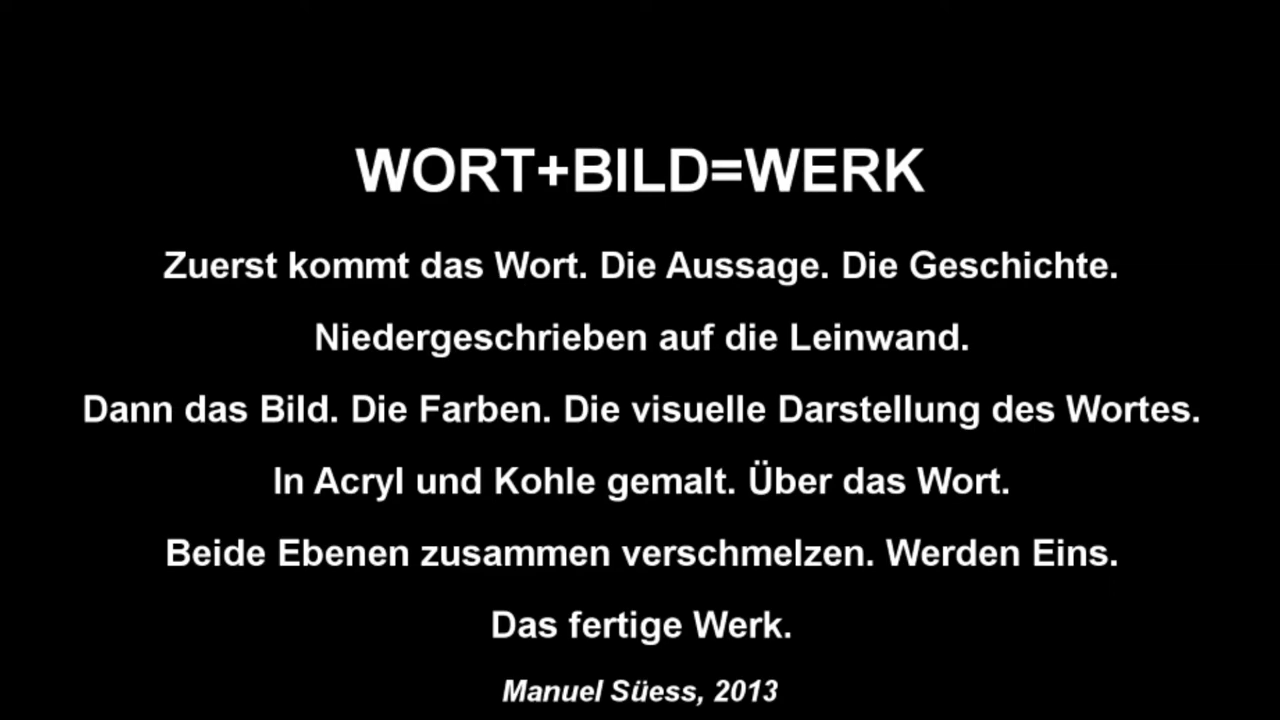 WORT+BILD=WERK
Zuerst kommt das Wort. Die Aussage. Die Geschichte.
Niedergeschrieben auf die Leinwand.
Dann das Bild. Die Farben. Die visuelle Darstellung des Wortes.
In Acryl und Kohle gemalt. Über das Wort.
Beide Ebenen zusammen verschmelzen. Werden Eins.
Das fertige Werk.
Manuel Süess, 2013